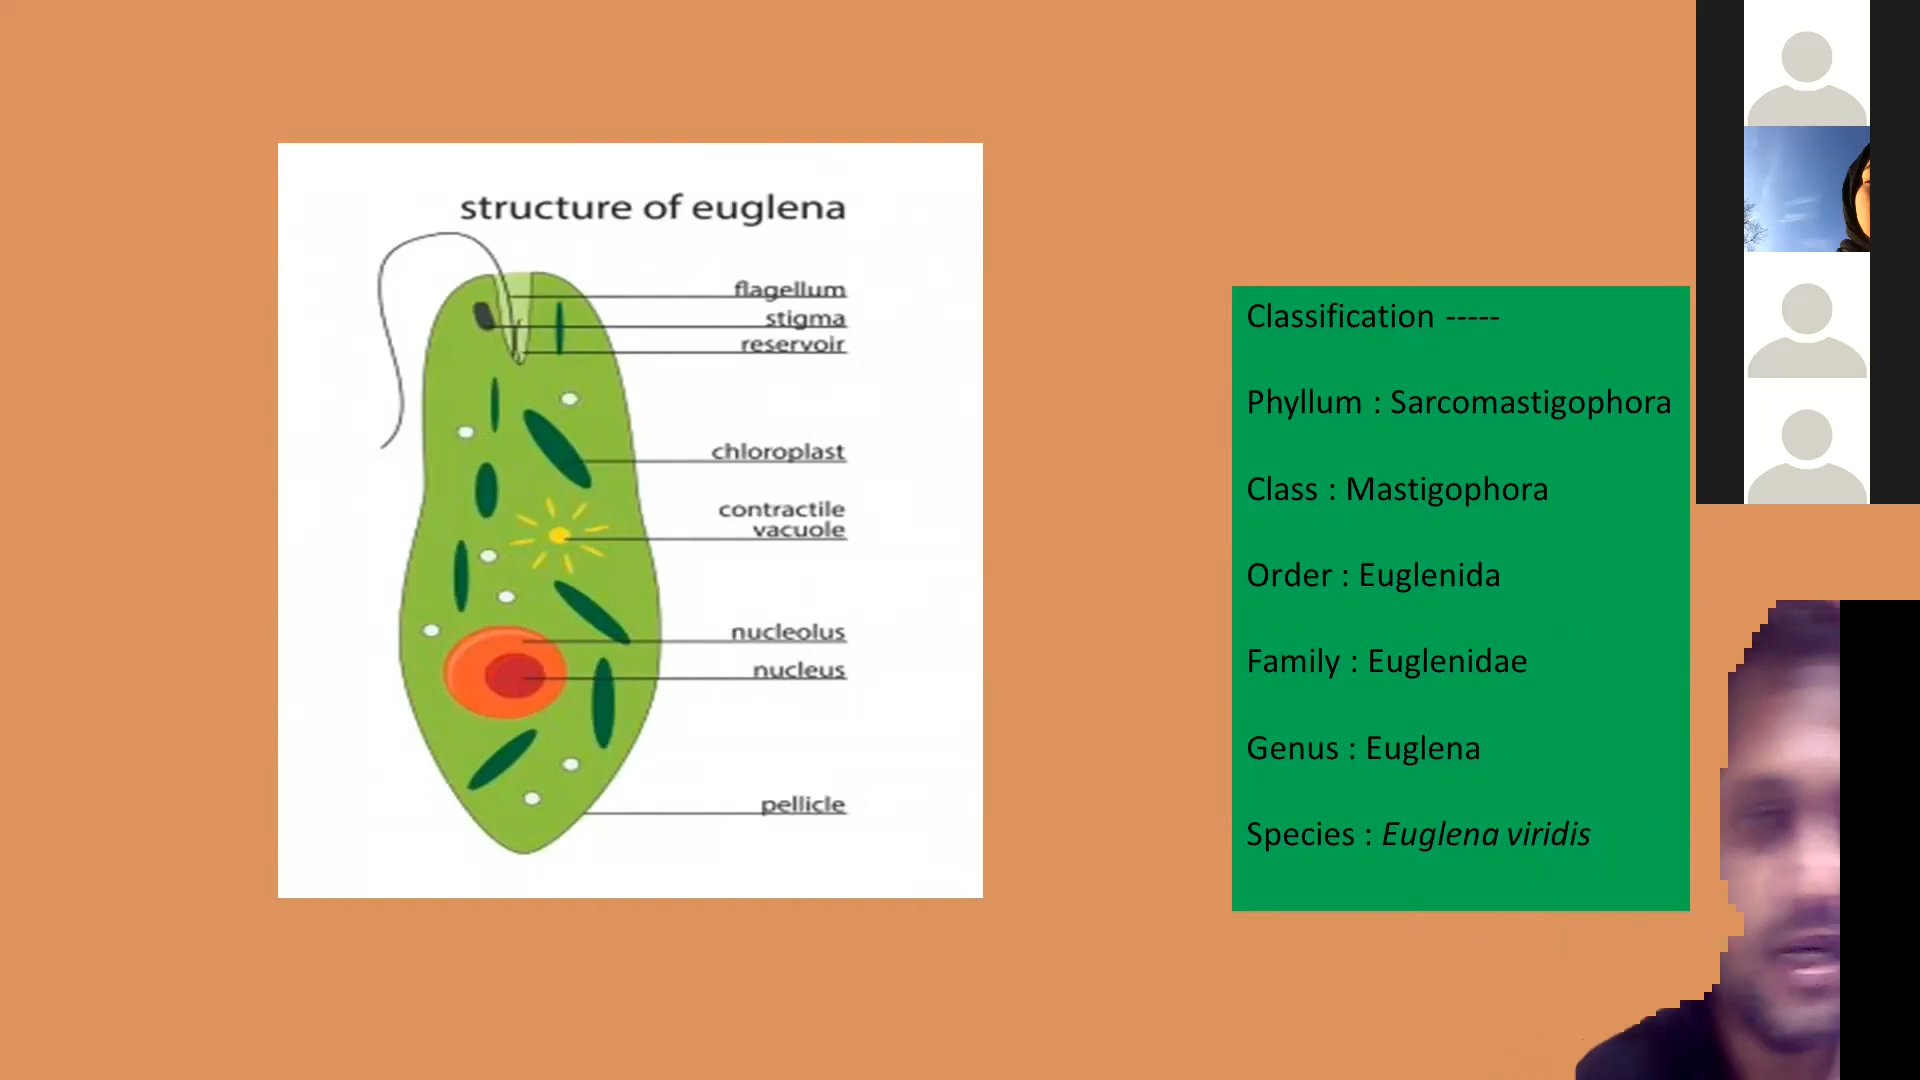 structure of euglena
flagellum
stigma
reservoir
chloroplast
contractile
vacuole
nucleolus
nucleus
pellicle
Classification -----
Phyllum : Sarcomastigophora
Class : Mastigophora
Order : Euglenida
Family : Euglenidae
Genus : Euglena
Species : Euglena viridis